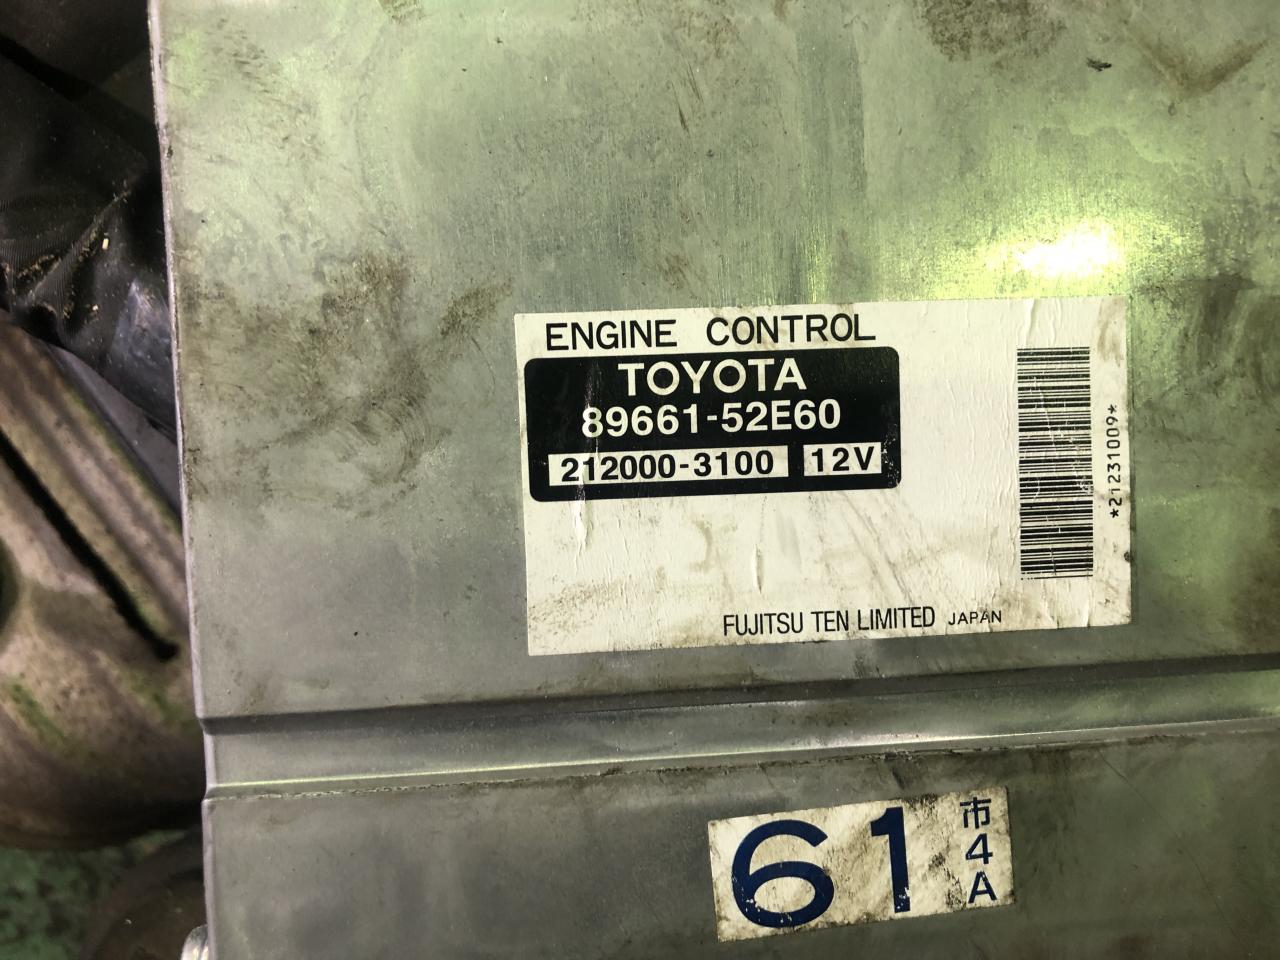 ENGINE CONTROL
TOYOTA
89661-52E60
212000-3100 12V
*21231009*
FUJITSU TEN LIMITED JAPAN
61
市
4
A